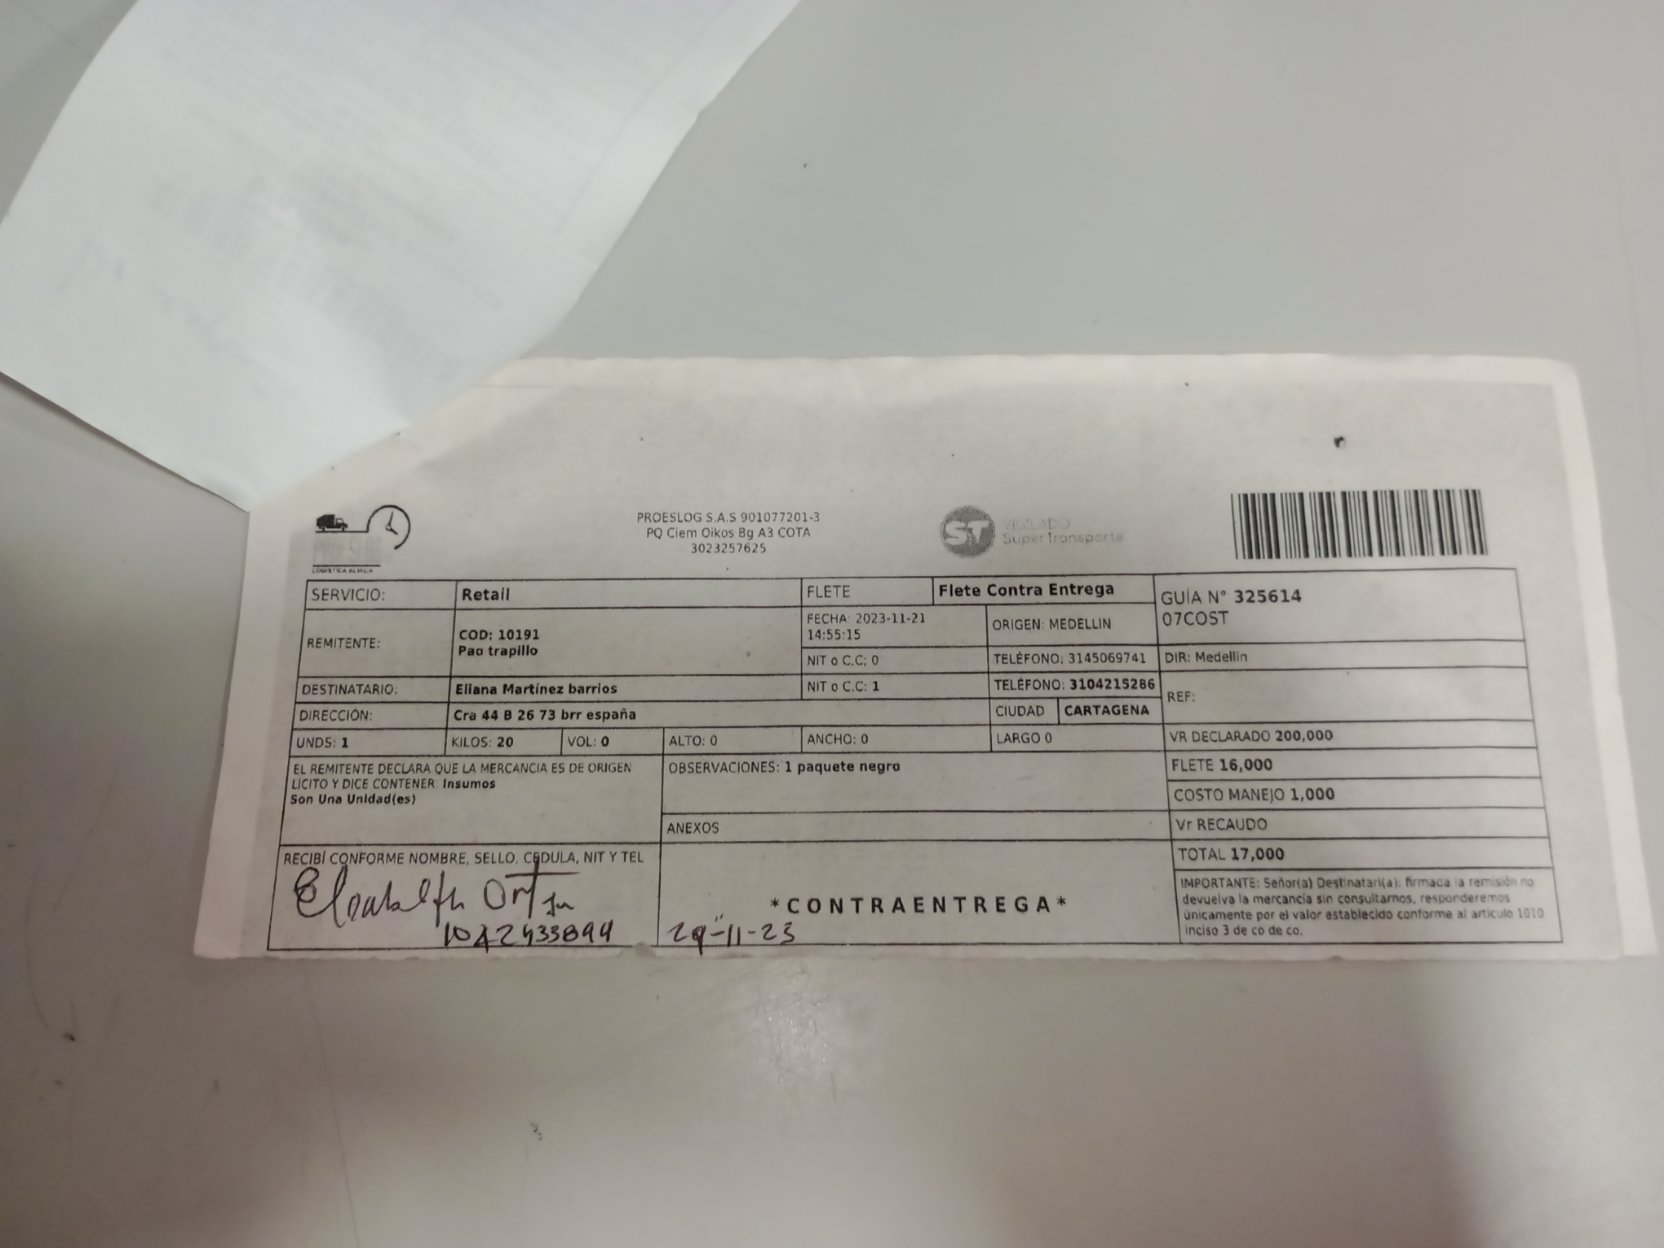 PROESLOG S.A.S 901077201-3
PQ Ciem Oikos Bg A3 COTA
3023257625
ST VIGILADO
SuperTransporte
SERVICIO: Retail
FLETE Flete Contra Entrega
GUÍA N° 325614
07COST
REMITENTE: COD: 10191
Pao trapillo
FECHA: 2023-11-21
14:55:15
ORIGEN: MEDELLIN
NIT o C.C: 0
TELÉFONO: 3145069741
DIR: Medellin
DESTINATARIO: Eliana Martínez barrios
NIT o C.C: 1
TELÉFONO: 3104215286
REF:
DIRECCIÓN: Cra 44 B 26 73 brr españa
CIUDAD CARTAGENA
UNDS: 1 KILOS: 20 VOL: 0 ALTO: 0 ANCHO: 0 LARGO 0
VR DECLARADO 200,000
EL REMITENTE DECLARA QUE LA MERCANCIA ES DE ORIGEN
LICITO Y DICE CONTENER: Insumos
Son Una Unidad(es)
OBSERVACIONES: 1 paquete negro
ANEXOS
FLETE 16,000
COSTO MANEJO 1,000
Vr RECAUDO
TOTAL 17,000
RECIBÍ CONFORME NOMBRE, SELLO, CÉDULA, NIT Y TEL
*CONTRAENTREGA*
29-11-23
IMPORTANTE: Señor(a) Destinatari(a): firmada la remisión no
devuelva la mercancía sin consultarnos, responderemos
únicamente por el valor establecido conforme al artículo 1010
inciso 3 de co de co.